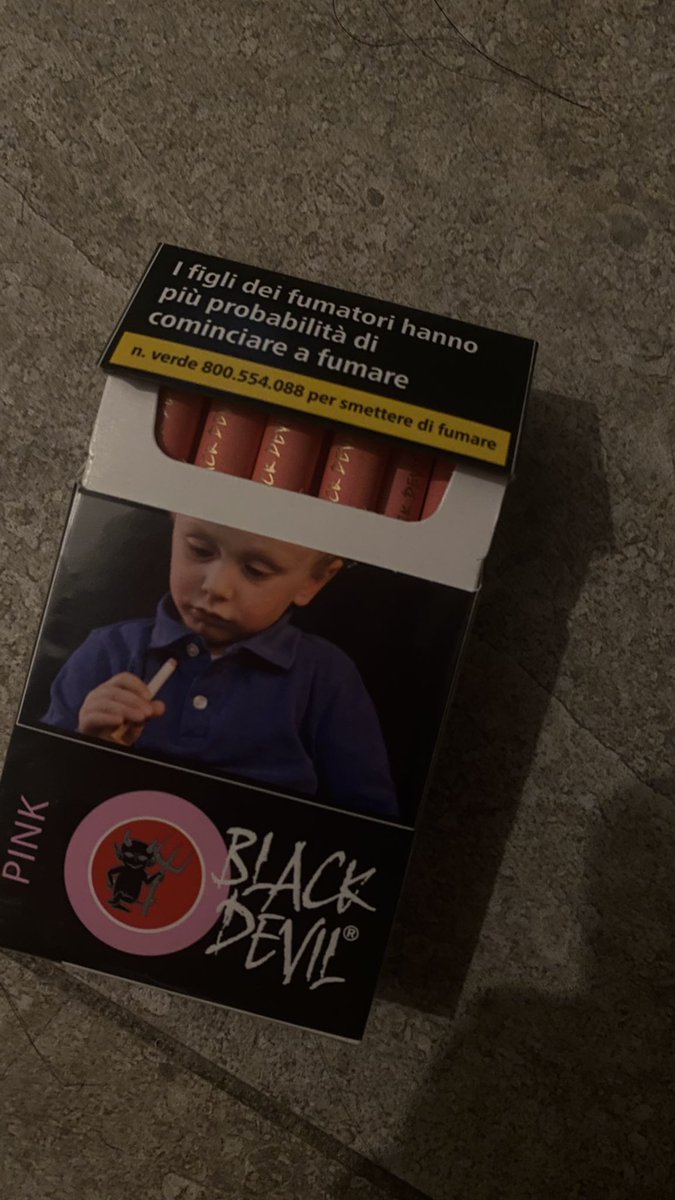 I figli dei fumatori hanno
più probabilità di
cominciare a fumare
n. verde 800.554.088 per smettere di fumare
PINK
BLACK
DEVIL®